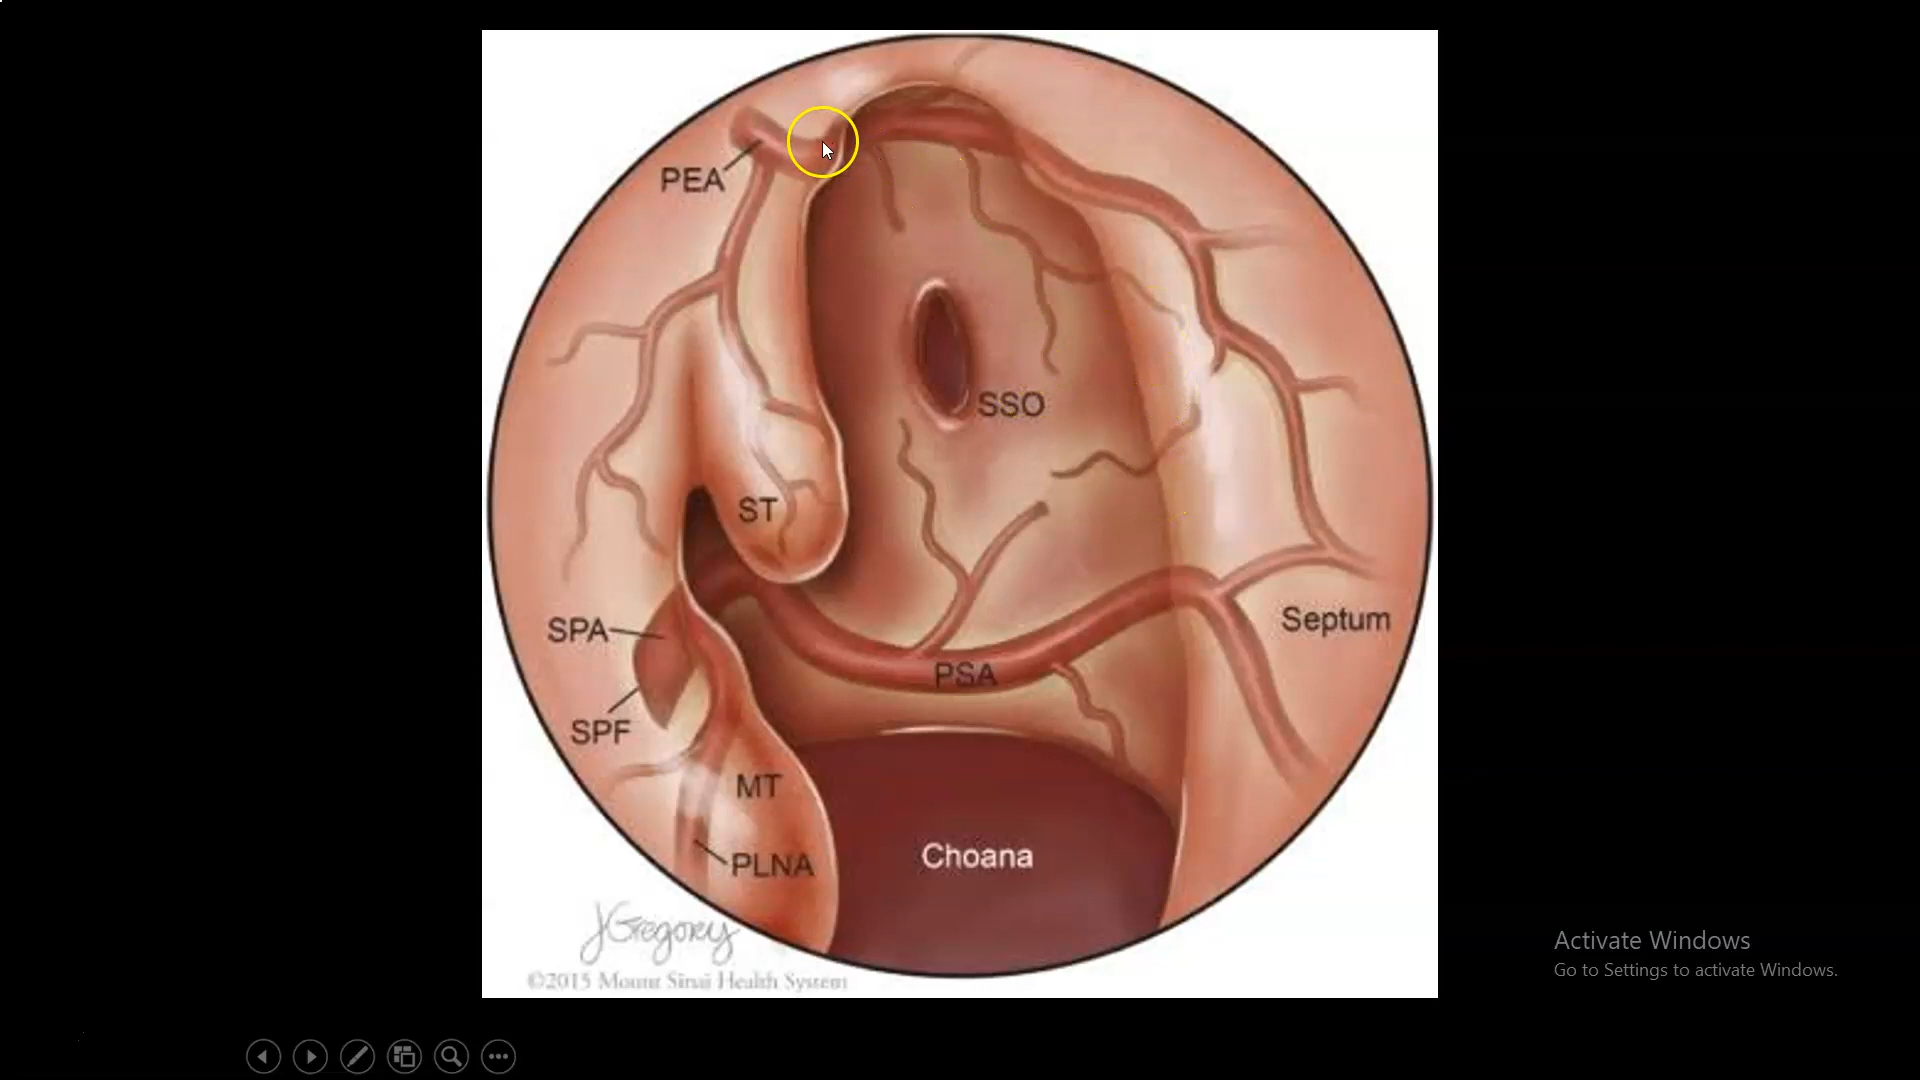 PEA
SSO
ST
SPA
Septum
PSA
SPF
MT
Choana
PLNA
JGregory
©2015 Mount Sinai Health System
Activate Windows
Go to Settings to activate Windows.